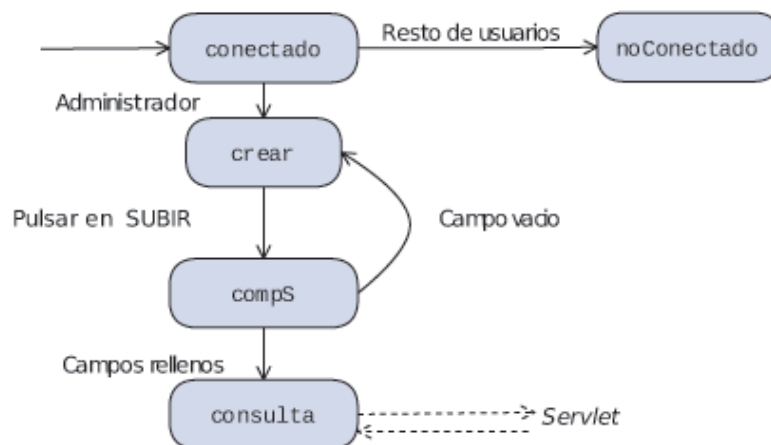 conectado
Resto de usuarios
noConectado
Administrador
crear
Pulsar en SUBIR
Campo vacio
compS
Campos rellenos
consulta
Servlet